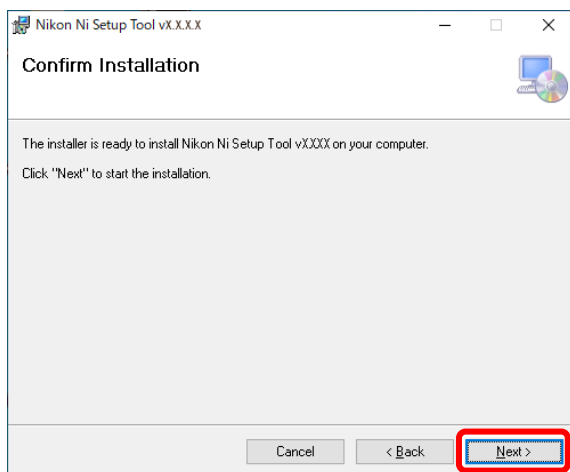 Nikon Ni Setup Tool vX.X.X.X
Confirm Installation
The installer is ready to install Nikon Ni Setup Tool vX.X.X.X on your computer.
Click "Next" to start the installation.
Cancel
< Back
Next >